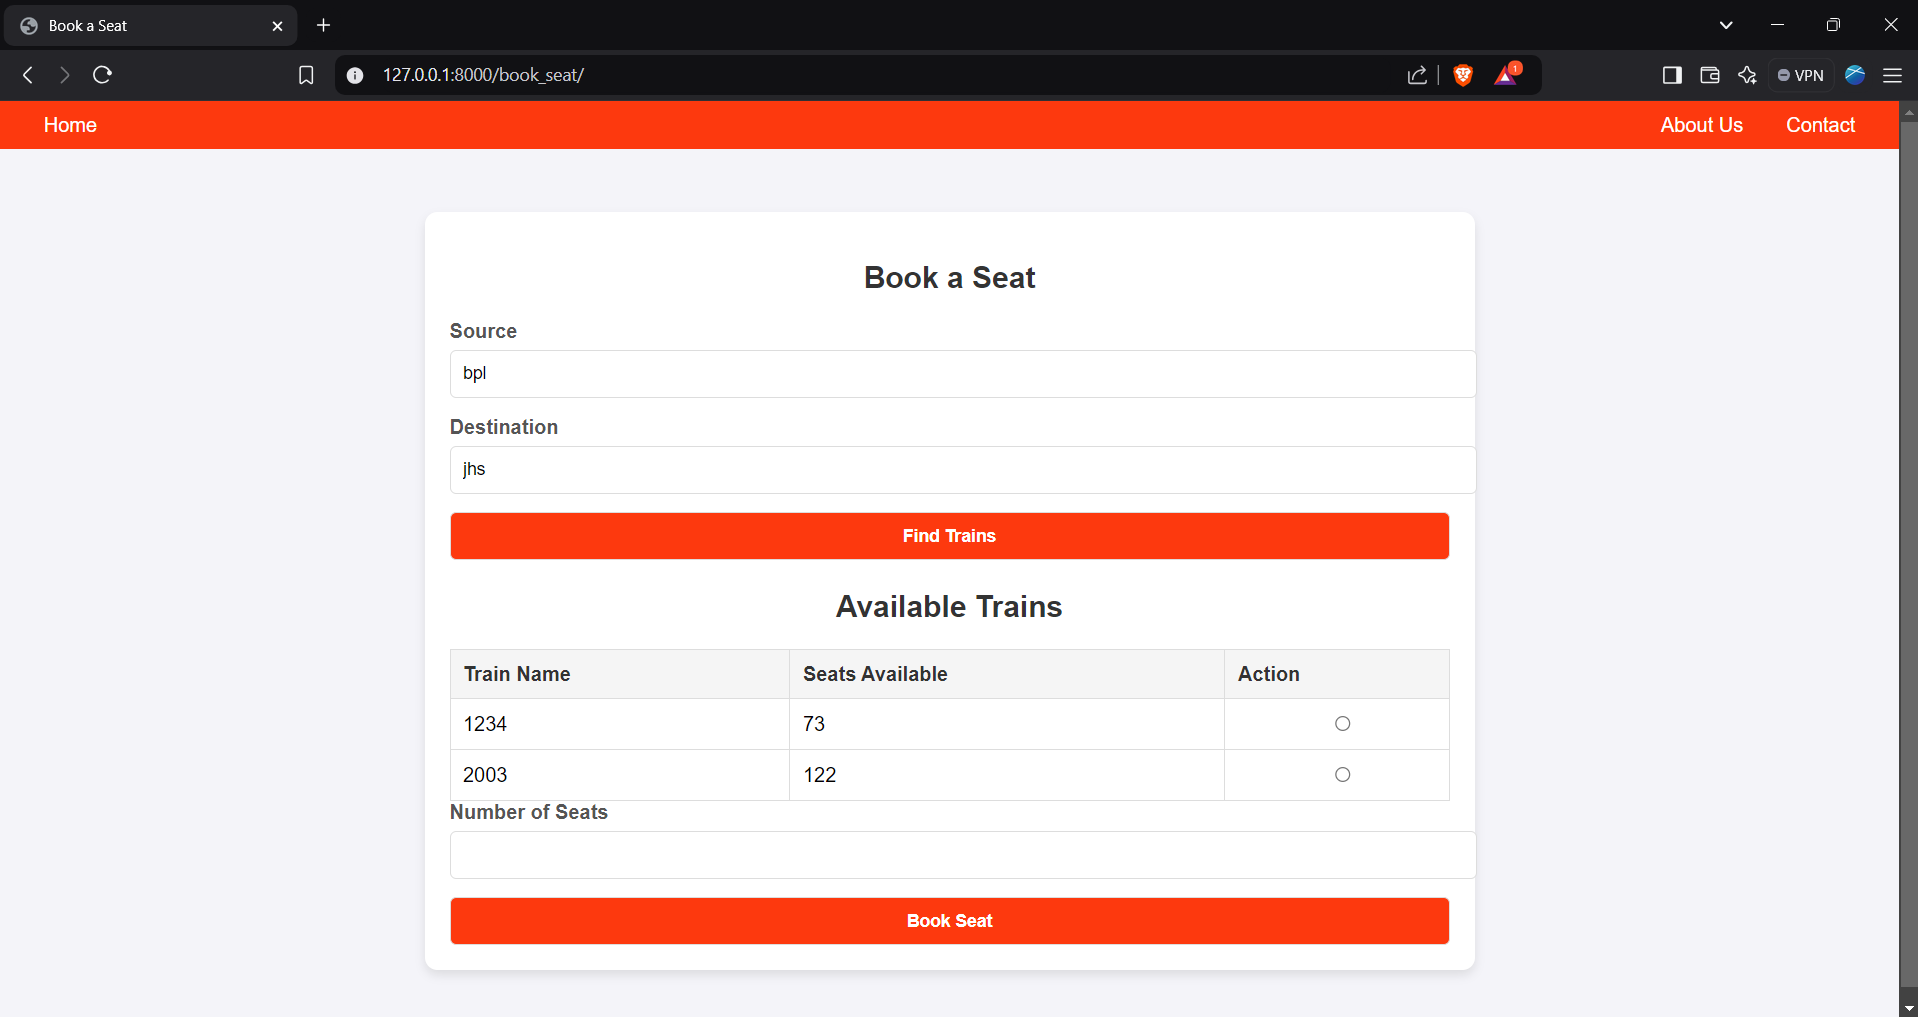 Book a Seat
127.0.0.1:8000/book_seat/
1
VPN
Home About Us Contact
Book a Seat
Source
bpl
Destination
jhs
Find Trains
Available Trains
Train Name Seats Available Action
1234 73
2003 122
Number of Seats
Book Seat